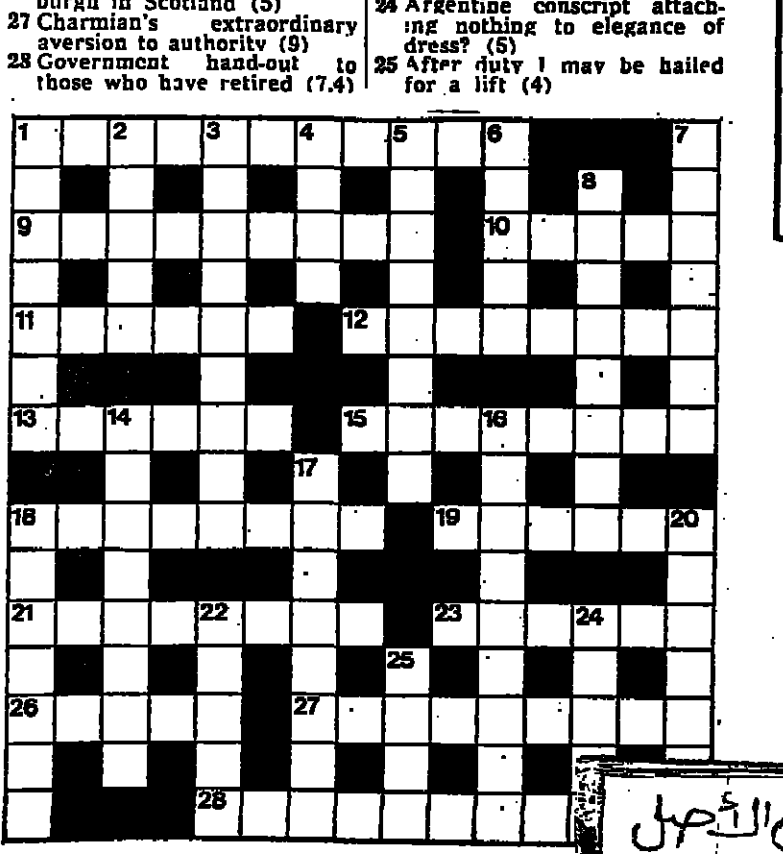 burgh in Scotland (5)
27 Charmian's extraordinary
aversion to authority (9)
28 Government hand-out to
those who have retired (7.4)
24 Argentine conscript attach-
ing nothing to elegance of
dress? (5)
25 After duty I may be hailed
for a lift (4)
1 2 3 4 5 6 7
8
9 10
11 12
13 14 15 16
17
18 19 20
21 22 23 24
25
26 27
28
الأصل